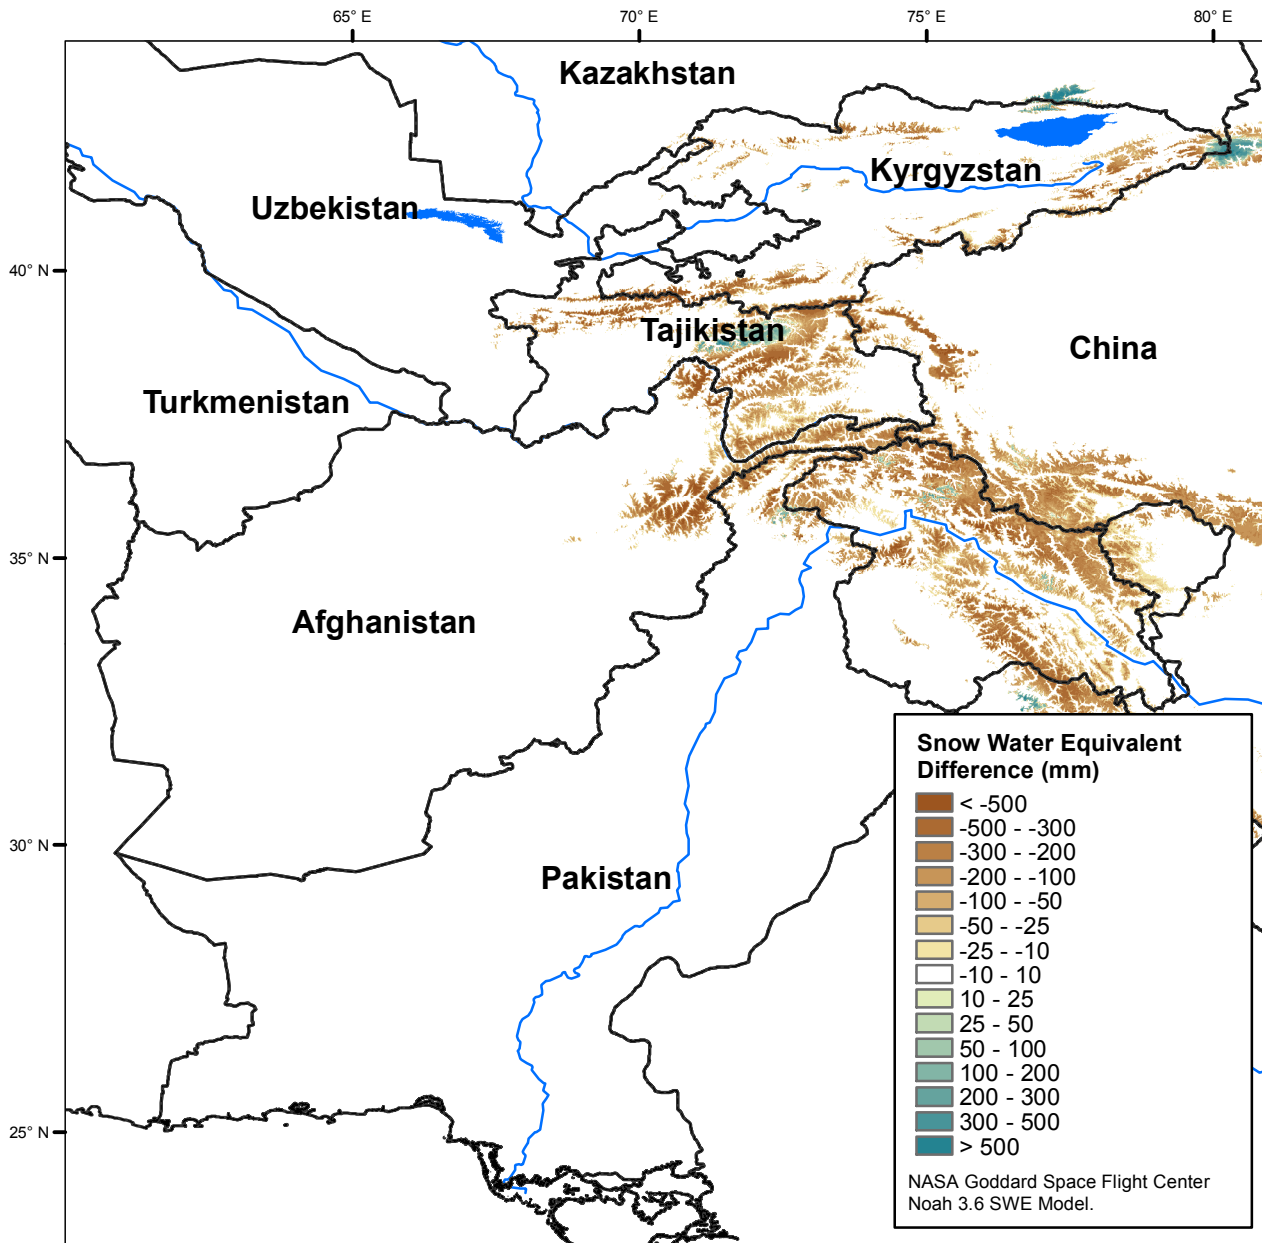 65° E
70° E
75° E
80° E
Kazakhstan
Kyrgyzstan
Uzbekistan
40° N
Tajikistan
China
Turkmenistan
35° N
Afghanistan
30° N
Pakistan
25° N
Snow Water Equivalent
Difference (mm)
< -500
-500 - -300
-300 - -200
-200 - -100
-100 - -50
-50 - -25
-25 - -10
-10 - 10
10 - 25
25 - 50
50 - 100
100 - 200
200 - 300
300 - 500
> 500
NASA Goddard Space Flight Center
Noah 3.6 SWE Model.